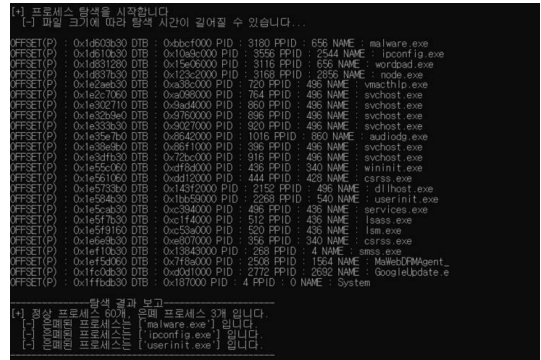 [+] 프로세스 탐색을 시작합니다
[-] 파일 크기에 따라 탐색 시간이 길어질 수 있습니다...
OFFSET(P) : 0x1d609b30 DTB : 0xbbcf000 PID : 3180 PPID : 656 NAME : malware.exe
OFFSET(P) : 0x1d610b30 DTB : 0x10a9c000 PID : 3556 PPID : 2544 NAME : ipconfig.exe
OFFSET(P) : 0x1d831280 DTB : 0x15e06000 PID : 3116 PPID : 656 NAME : wordpad.exe
OFFSET(P) : 0x1d837b30 DTB : 0x123c2000 PID : 3168 PPID : 2856 NAME : node.exe
OFFSET(P) : 0x1e2aeb30 DTB : 0xa38c000 PID : 720 PPID : 496 NAME : vmacthlp.exe
OFFSET(P) : 0x1e2c7060 DTB : 0xa098000 PID : 764 PPID : 496 NAME : svchost.exe
OFFSET(P) : 0x1e302710 DTB : 0x9ad4000 PID : 860 PPID : 496 NAME : svchost.exe
OFFSET(P) : 0x1e32b9e0 DTB : 0x9760000 PID : 896 PPID : 496 NAME : svchost.exe
OFFSET(P) : 0x1e333b30 DTB : 0x9027000 PID : 920 PPID : 496 NAME : svchost.exe
OFFSET(P) : 0x1e35e7b0 DTB : 0x8642000 PID : 1016 PPID : 860 NAME : audiodg.exe
OFFSET(P) : 0x1e38e9b0 DTB : 0x86f1000 PID : 396 PPID : 496 NAME : svchost.exe
OFFSET(P) : 0x1e3dfb30 DTB : 0x72bc000 PID : 916 PPID : 496 NAME : svchost.exe
OFFSET(P) : 0x1e55c060 DTB : 0xdf8d000 PID : 436 PPID : 340 NAME : wininit.exe
OFFSET(P) : 0x1e561060 DTB : 0xdd12000 PID : 444 PPID : 428 NAME : csrss.exe
OFFSET(P) : 0x1e5733b0 DTB : 0x143f2000 PID : 2152 PPID : 496 NAME : dllhost.exe
OFFSET(P) : 0x1e584b30 DTB : 0x1bb59000 PID : 2268 PPID : 540 NAME : userinit.exe
OFFSET(P) : 0x1e5cab30 DTB : 0xc394000 PID : 496 PPID : 436 NAME : services.exe
OFFSET(P) : 0x1e5f7b30 DTB : 0xc1f4000 PID : 512 PPID : 436 NAME : lsass.exe
OFFSET(P) : 0x1e5f9160 DTB : 0xc53a000 PID : 520 PPID : 436 NAME : lsm.exe
OFFSET(P) : 0x1e6e9b30 DTB : 0xe807000 PID : 356 PPID : 340 NAME : csrss.exe
OFFSET(P) : 0x1ef10b30 DTB : 0x13843000 PID : 268 PPID : 4 NAME : smss.exe
OFFSET(P) : 0x1ef5d060 DTB : 0x7f8a000 PID : 2508 PPID : 1564 NAME : MaWebDRMAgent_
OFFSET(P) : 0x1fc0db30 DTB : 0xd0d1000 PID : 2772 PPID : 2692 NAME : GoogleUpdate.e
OFFSET(P) : 0x1ffbdb30 DTB : 0x187000 PID : 4 PPID : 0 NAME : System
--------------------탐색 결과 보고--------------------
[+] 정상 프로세스 60개, 은폐 프로세스 3개 입니다.
[-] 은폐된 프로세스는 ['malware.exe'] 입니다.
[-] 은폐된 프로세스는 ['ipconfig.exe'] 입니다.
[-] 은폐된 프로세스는 ['userinit.exe'] 입니다.